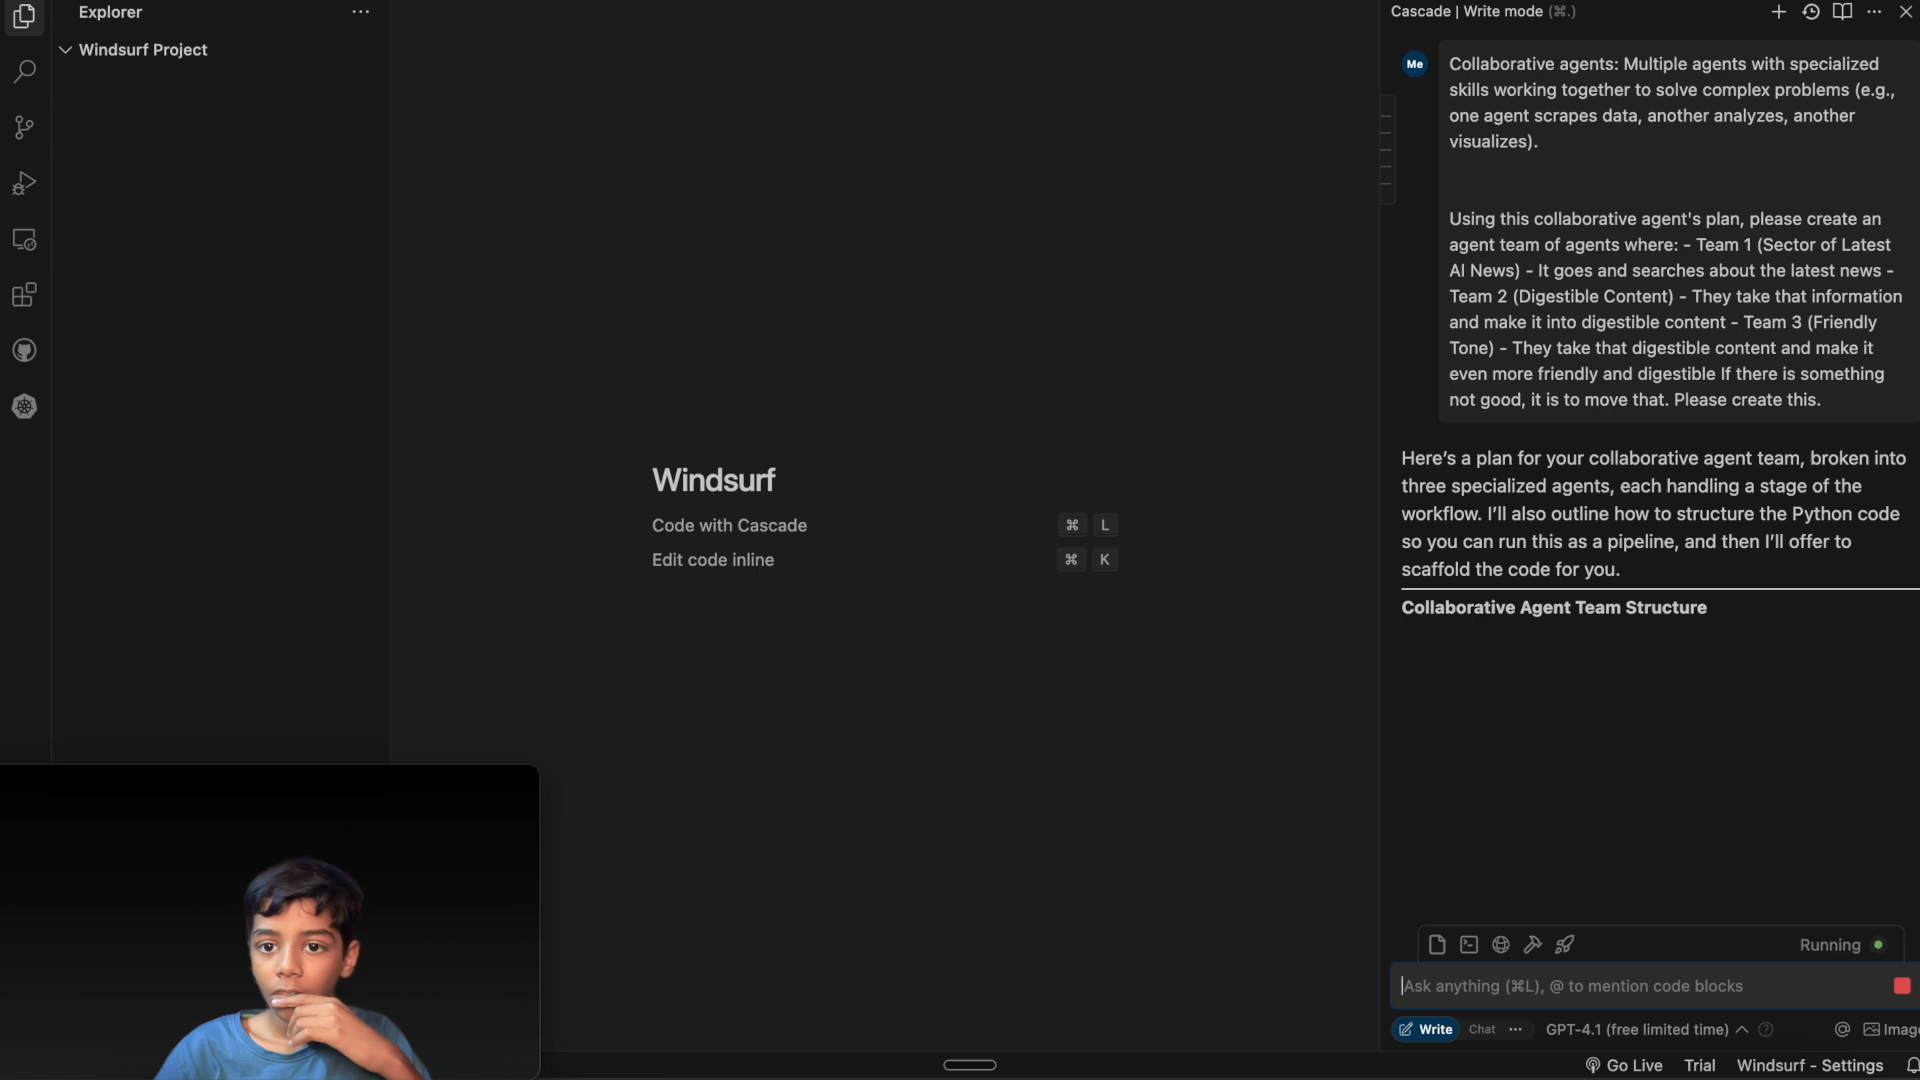 Explorer
Windsurf Project
Windsurf
Code with Cascade ⌘ L
Edit code inline ⌘ K
Cascade | Write mode (⌘.)
Me
Collaborative agents: Multiple agents with specialized
skills working together to solve complex problems (e.g.,
one agent scrapes data, another analyzes, another
visualizes).
Using this collaborative agent's plan, please create an
agent team of agents where: - Team 1 (Sector of Latest
AI News) - It goes and searches about the latest news -
Team 2 (Digestible Content) - They take that information
and make it into digestible content - Team 3 (Friendly
Tone) - They take that digestible content and make it
even more friendly and digestible If there is something
not good, it is to move that. Please create this.
Here’s a plan for your collaborative agent team, broken into
three specialized agents, each handling a stage of the
workflow. I’ll also outline how to structure the Python code
so you can run this as a pipeline, and then I’ll offer to
scaffold the code for you.
Collaborative Agent Team Structure
Running
Ask anything (⌘L), @ to mention code blocks
Write Chat ··· GPT-4.1 (free limited time) @ Imag
Go Live Trial Windsurf - Settings